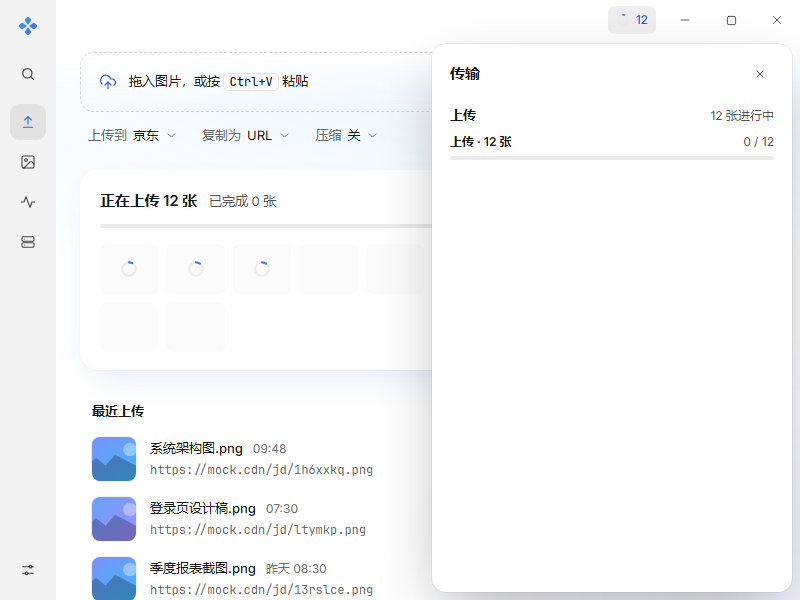 12
拖入图片，或按 Ctrl+V 粘贴
上传到 京东 复制为 URL 压缩 关
正在上传 12 张 已完成 0 张
最近上传
系统架构图.png 09:48
https://mock.cdn/jd/1h6xxkq.png
登录页设计稿.png 07:30
https://mock.cdn/jd/ltymkp.png
季度报表截图.png 昨天 08:30
https://mock.cdn/jd/13rslce.png
传输
上传 12 张进行中
上传 · 12 张 0 / 12